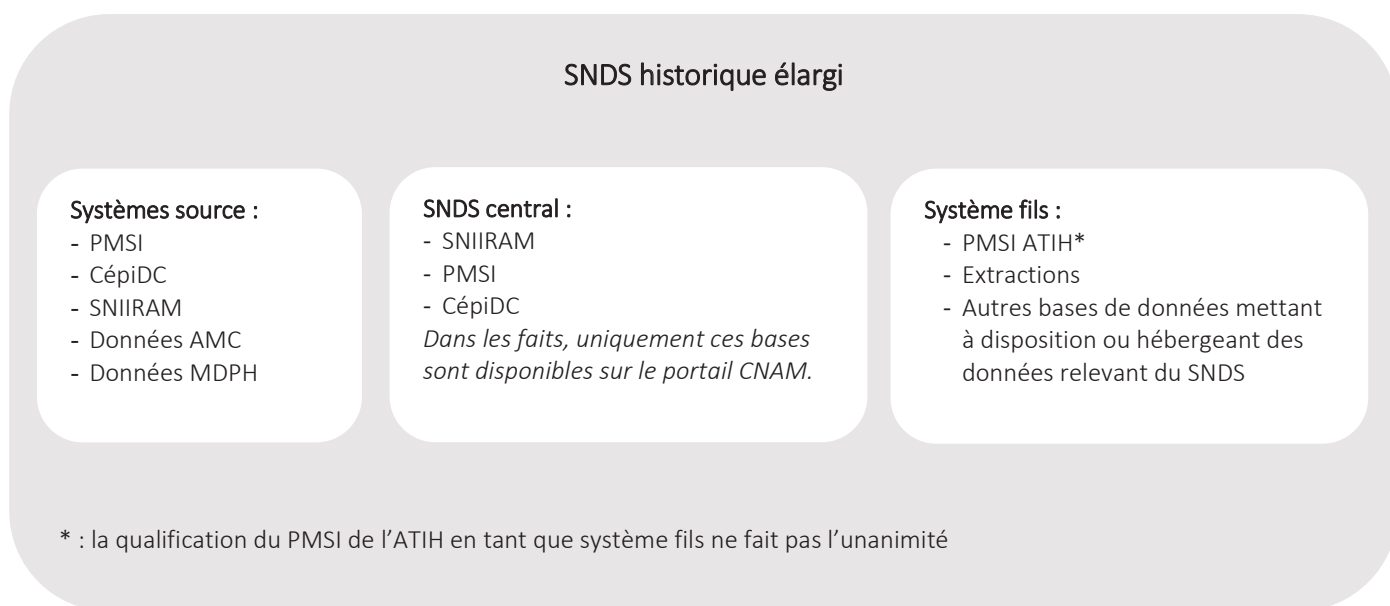 SNDS historique élargi
Systèmes source :
- PMSI
- CépiDC
- SNIIRAM
- Données AMC
- Données MDPH
SNDS central :
- SNIIRAM
- PMSI
- CépiDC
Dans les faits, uniquement ces bases
sont disponibles sur le portail CNAM.
Système fils :
- PMSI ATIH*
- Extractions
- Autres bases de données mettant
à disposition ou hébergeant des
données relevant du SNDS
* : la qualification du PMSI de l’ATIH en tant que système fils ne fait pas l’unanimité